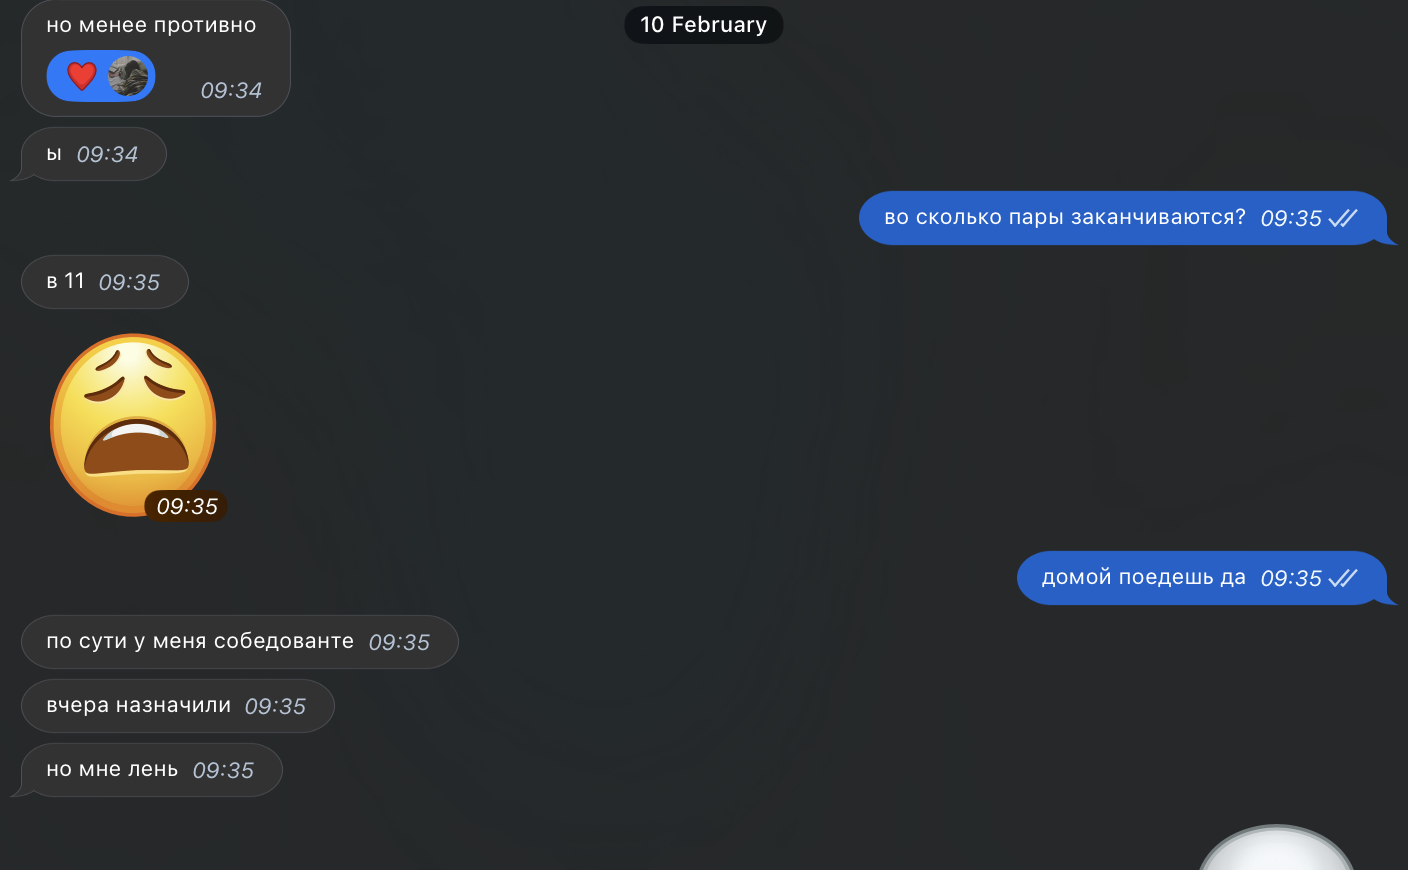 10 February
но менее противно
09:34
ы 09:34
во сколько пары заканчиваются? 09:35
в 11 09:35
09:35
домой поедешь да 09:35
по сути у меня собедованте 09:35
вчера назначили 09:35
но мне лень 09:35